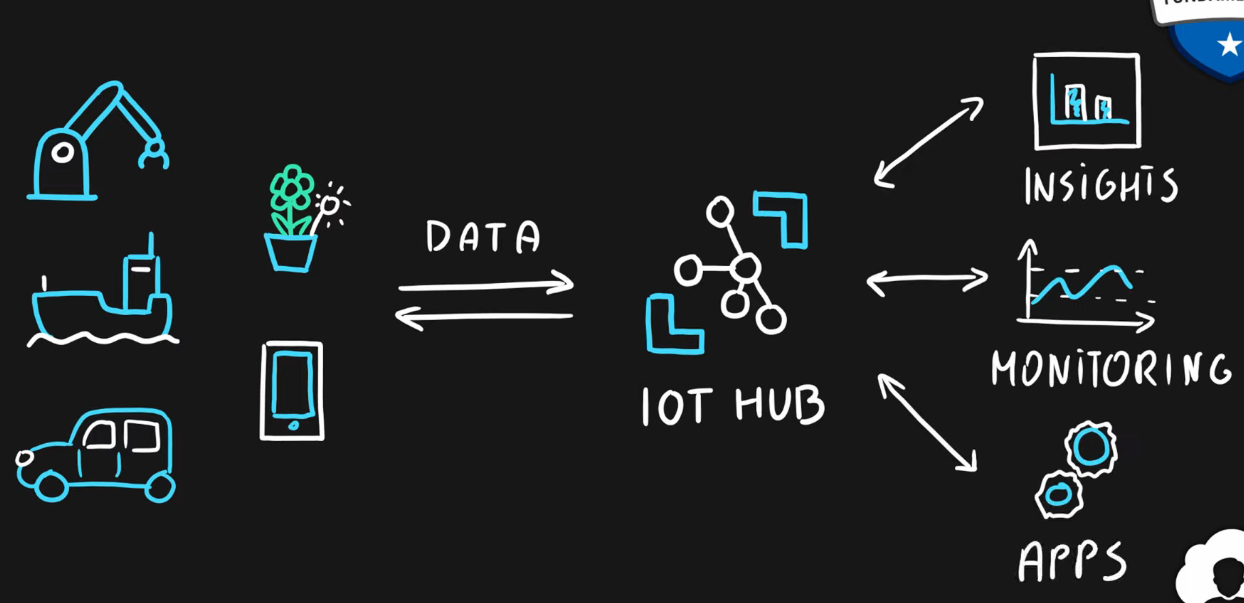 DATA
IOT HUB
INSIGHTS
MONITORING
APPS